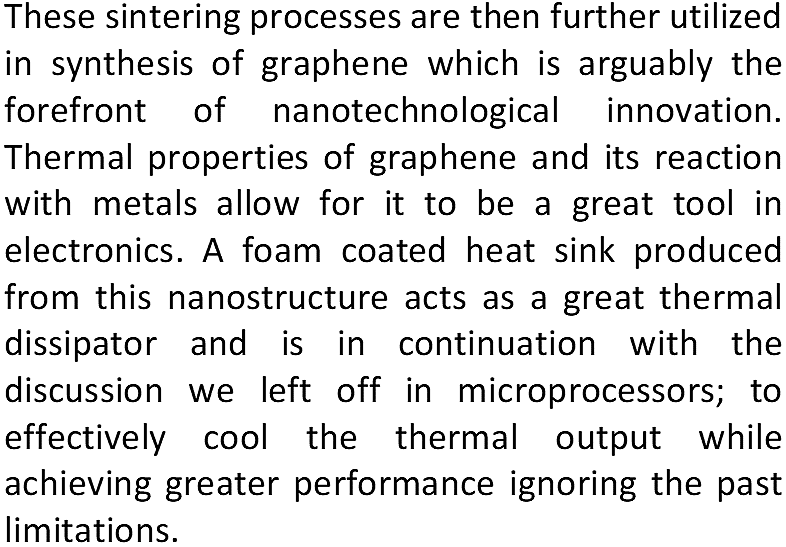 These sintering processes are then further utilized
in synthesis of graphene which is arguably the
forefront of nanotechnological innovation.
Thermal properties of graphene and its reaction
with metals allow for it to be a great tool in
electronics. A foam coated heat sink produced
from this nanostructure acts as a great thermal
dissipator and is in continuation with the
discussion we left off in microprocessors; to
effectively cool the thermal output while
achieving greater performance ignoring the past
limitations.